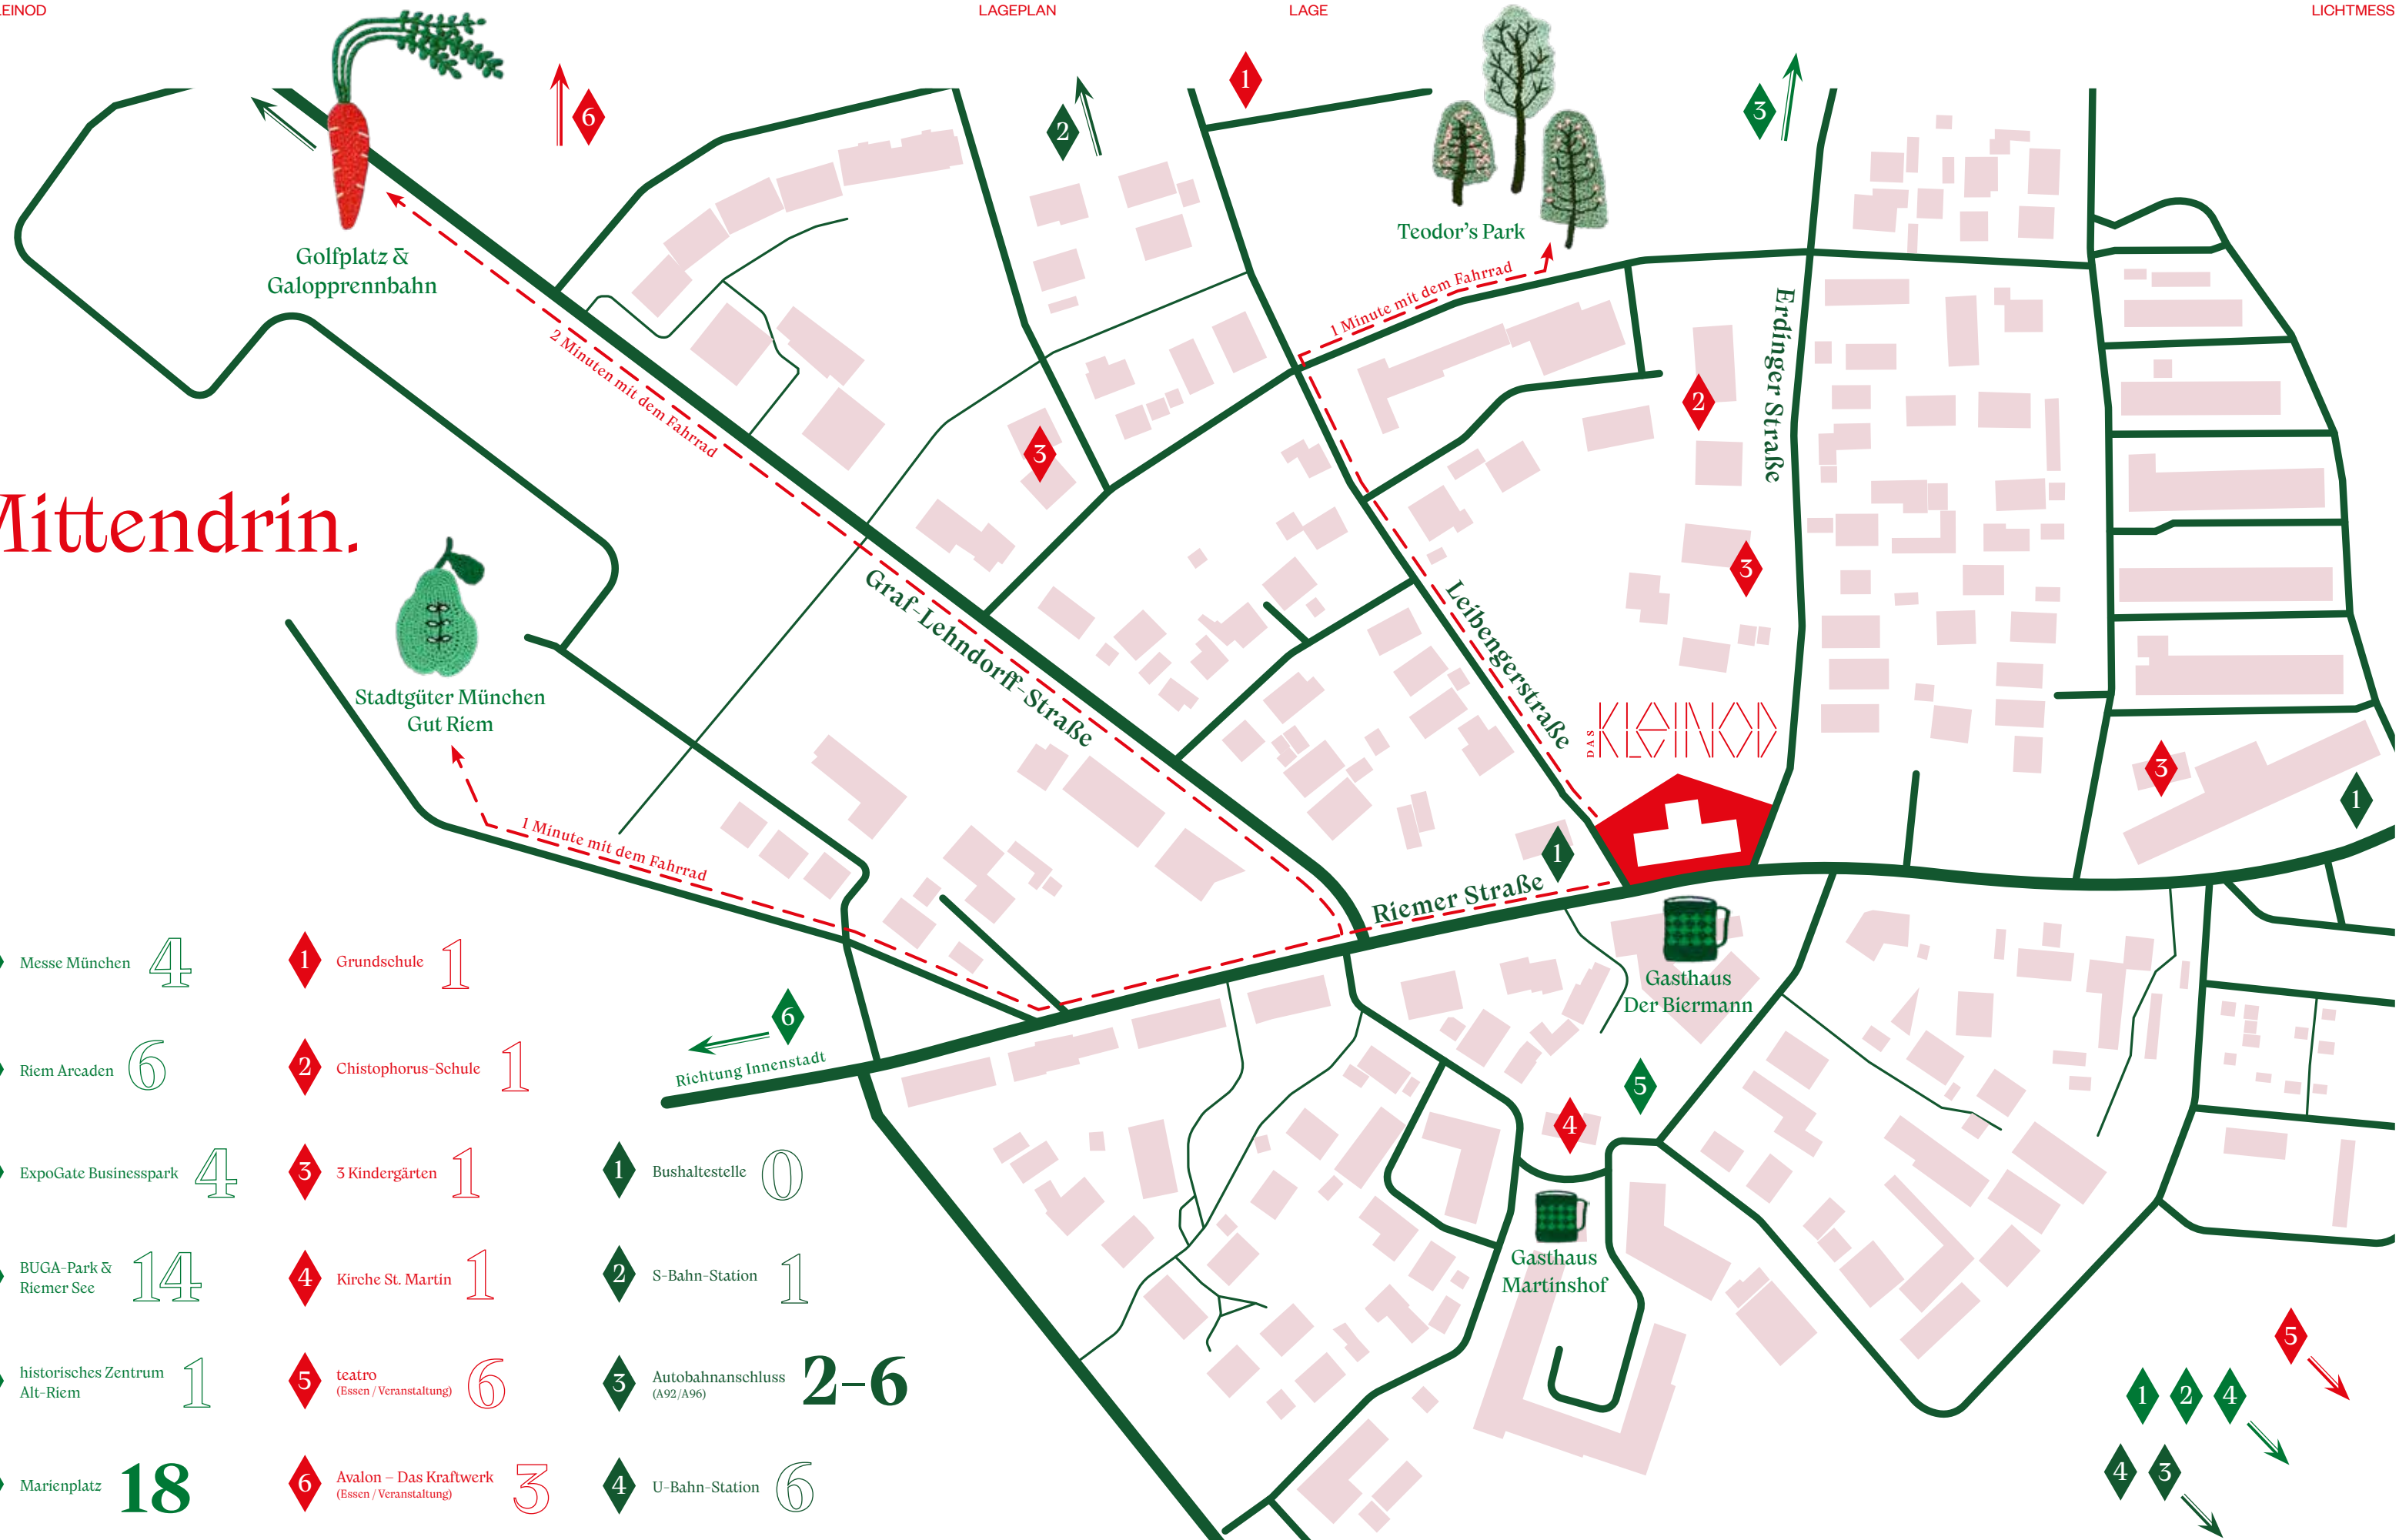 LEINOD
LAGEPLAN
LAGE
LICHTMESS
6
2
1
3
Golfplatz &
Galopprennbahn
2 Minuten mit dem Fahrrad
Teodor's Park
1 Minute mit dem Fahrrad
Erdinger Straße
2
3
3
Mittendrin.
Graf-Lehndorff-Straße
Leibengerstraße
DAS KLEINOD
Stadtgüter München
Gut Riem
1 Minute mit dem Fahrrad
3
1
1
Riemer Straße
Gasthaus
Der Biermann
6
Richtung Innenstadt
5
4
Gasthaus
Martinshof
Messe München 4
Riem Arcaden 6
ExpoGate Businesspark 4
BUGA-Park &
Riemer See 14
historisches Zentrum
Alt-Riem 1
Marienplatz 18
1 Grundschule 1
2 Chistophorus-Schule 1
3 3 Kindergärten 1
4 Kirche St. Martin 1
5 teatro
(Essen / Veranstaltung) 6
6 Avalon – Das Kraftwerk
(Essen / Veranstaltung) 3
1 Bushaltestelle 0
2 S-Bahn-Station 1
3 Autobahnanschluss
(A92/A96) 2–6
4 U-Bahn-Station 6
5
1 2 4
4 3